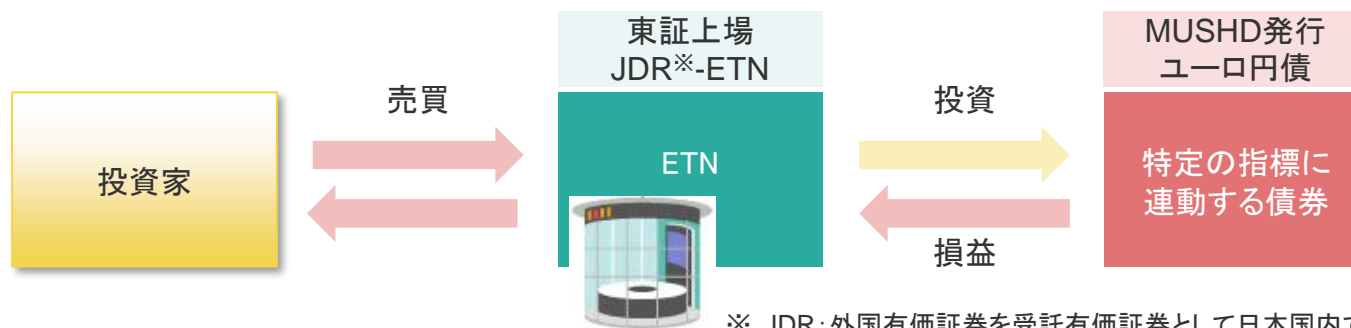 東証上場
JDR※-ETN
MUSHD発行
ユーロ円債
売買
投資
投資家
ETN
特定の指標に
連動する債券
損益
※ JDR：外国有価証券を受託有価証券として日本国内で